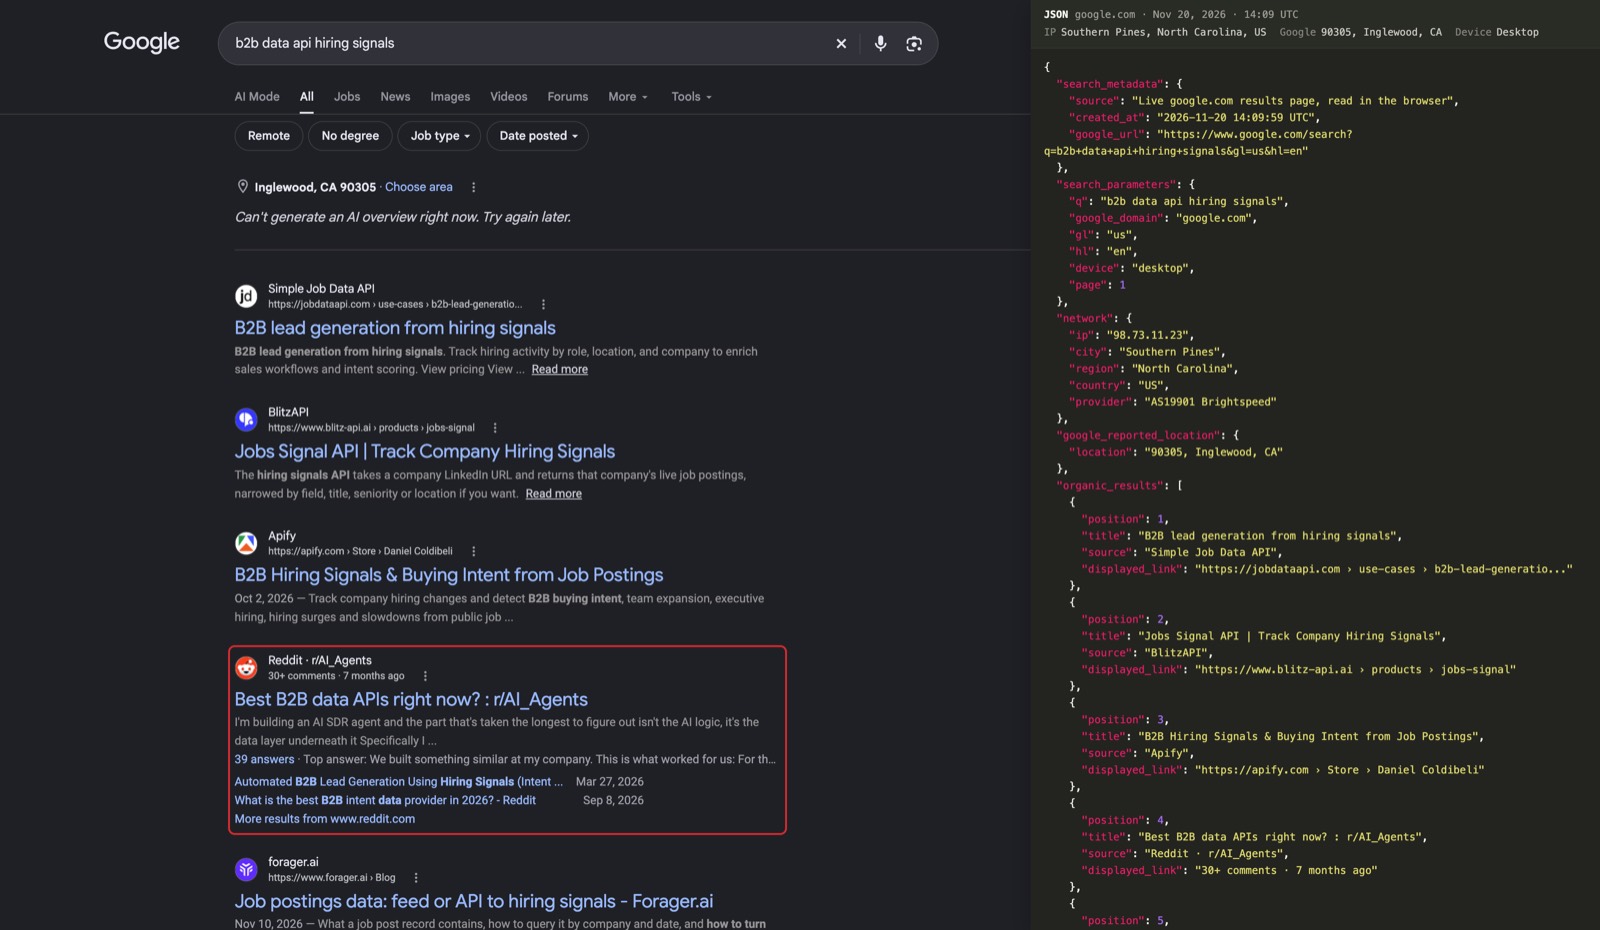 Google
b2b data api hiring signals
AI Mode All Jobs News Images Videos Forums More Tools
Remote No degree Job type Date posted
Inglewood, CA 90305 · Choose area
Can't generate an AI overview right now. Try again later.
jd
Simple Job Data API
https://jobdataapi.com › use-cases › b2b-lead-generatio...
B2B lead generation from hiring signals
B2B lead generation from hiring signals. Track hiring activity by role, location, and company to enrich
sales workflows and intent scoring. View pricing View ... Read more
BlitzAPI
https://www.blitz-api.ai › products › jobs-signal
Jobs Signal API | Track Company Hiring Signals
The hiring signals API takes a company LinkedIn URL and returns that company's live job postings,
narrowed by field, title, seniority or location if you want. Read more
Apify
https://apify.com › Store › Daniel Coldibeli
B2B Hiring Signals & Buying Intent from Job Postings
Oct 2, 2026 — Track company hiring changes and detect B2B buying intent, team expansion, executive
hiring, hiring surges and slowdowns from public job ...
Reddit · r/AI_Agents
30+ comments · 7 months ago
Best B2B data APIs right now? : r/AI_Agents
I'm building an AI SDR agent and the part that's taken the longest to figure out isn't the AI logic, it's the
data layer underneath it Specifically I ...
39 answers · Top answer: We built something similar at my company. This is what worked for us: For th...
Automated B2B Lead Generation Using Hiring Signals (Intent ... Mar 27, 2026
What is the best B2B intent data provider in 2026? - Reddit Sep 8, 2026
More results from www.reddit.com
forager.ai
https://www.forager.ai › Blog
Job postings data: feed or API to hiring signals - Forager.ai
Nov 10, 2026 — What a job post record contains, how to query it by company and date, and how to turn
JSON google.com · Nov 20, 2026 · 14:09 UTC
IP Southern Pines, North Carolina, US Google 90305, Inglewood, CA Device Desktop
{
"search_metadata": {
"source": "Live google.com results page, read in the browser",
"created_at": "2026-11-20 14:09:59 UTC",
"google_url": "https://www.google.com/search?
q=b2b+data+api+hiring+signals&gl=us&hl=en"
},
"search_parameters": {
"q": "b2b data api hiring signals",
"google_domain": "google.com",
"gl": "us",
"hl": "en",
"device": "desktop",
"page": 1
},
"network": {
"ip": "98.73.11.23",
"city": "Southern Pines",
"region": "North Carolina",
"country": "US",
"provider": "AS19901 Brightspeed"
},
"google_reported_location": {
"location": "90305, Inglewood, CA"
},
"organic_results": [
{
"position": 1,
"title": "B2B lead generation from hiring signals",
"source": "Simple Job Data API",
"displayed_link": "https://jobdataapi.com › use-cases › b2b-lead-generatio..."
},
{
"position": 2,
"title": "Jobs Signal API | Track Company Hiring Signals",
"source": "BlitzAPI",
"displayed_link": "https://www.blitz-api.ai › products › jobs-signal"
},
{
"position": 3,
"title": "B2B Hiring Signals & Buying Intent from Job Postings",
"source": "Apify",
"displayed_link": "https://apify.com › Store › Daniel Coldibeli"
},
{
"position": 4,
"title": "Best B2B data APIs right now? : r/AI_Agents",
"source": "Reddit · r/AI_Agents",
"displayed_link": "30+ comments · 7 months ago"
},
{
"position": 5,